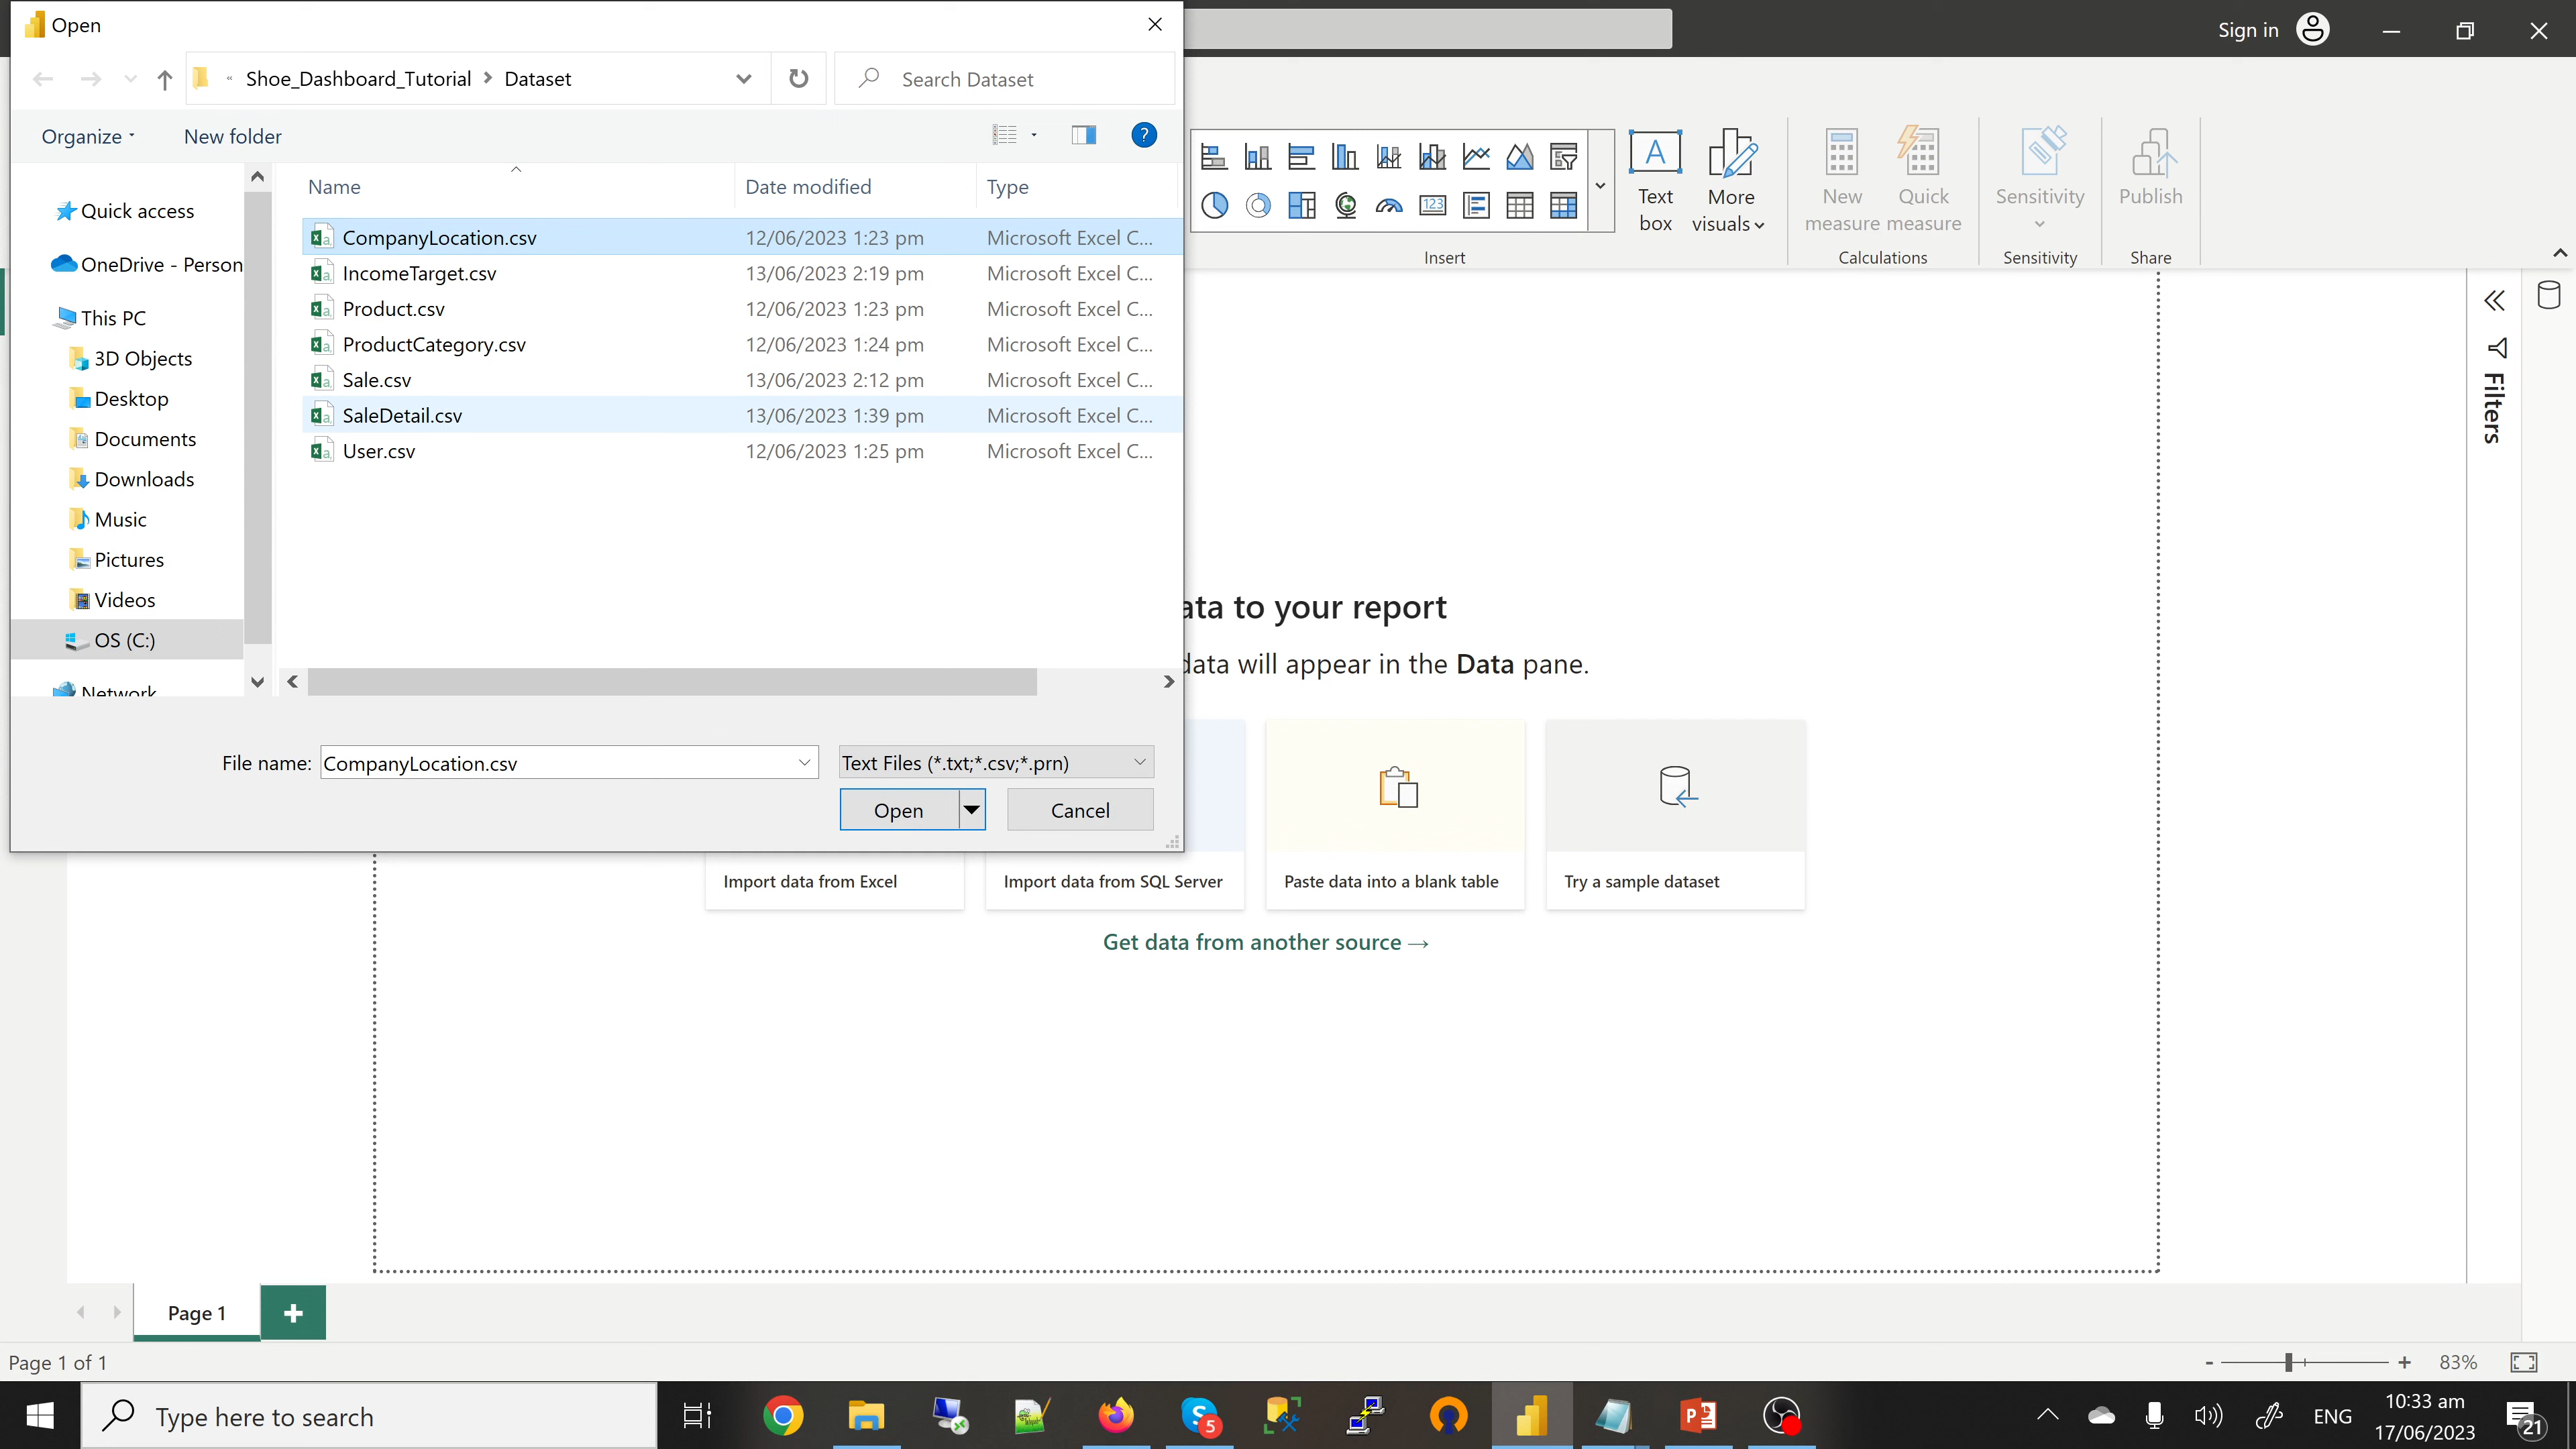 Open
Sign in
« Shoe_Dashboard_Tutorial > Dataset
Search Dataset
Organize
New folder
Name
Date modified
Type
Quick access
OneDrive - Person
This PC
3D Objects
Desktop
Documents
Downloads
Music
Pictures
Videos
OS (C:)
Network
CompanyLocation.csv 12/06/2023 1:23 pm Microsoft Excel C...
IncomeTarget.csv 13/06/2023 2:19 pm Microsoft Excel C...
Product.csv 12/06/2023 1:23 pm Microsoft Excel C...
ProductCategory.csv 12/06/2023 1:24 pm Microsoft Excel C...
Sale.csv 13/06/2023 2:12 pm Microsoft Excel C...
SaleDetail.csv 13/06/2023 1:39 pm Microsoft Excel C...
User.csv 12/06/2023 1:25 pm Microsoft Excel C...
File name: CompanyLocation.csv
Text Files (*.txt;*.csv;*.prn)
Open
Cancel
123
A
Text
box
More
visuals
Insert
New
measure
Quick
measure
Calculations
Sensitivity
Sensitivity
Publish
Share
Filters
ata to your report
data will appear in the Data pane.
Import data from Excel
Import data from SQL Server
Paste data into a blank table
Try a sample dataset
Get data from another source →
Page 1
Page 1 of 1
- + 83%
Type here to search
5
ENG
10:33 am
17/06/2023
21